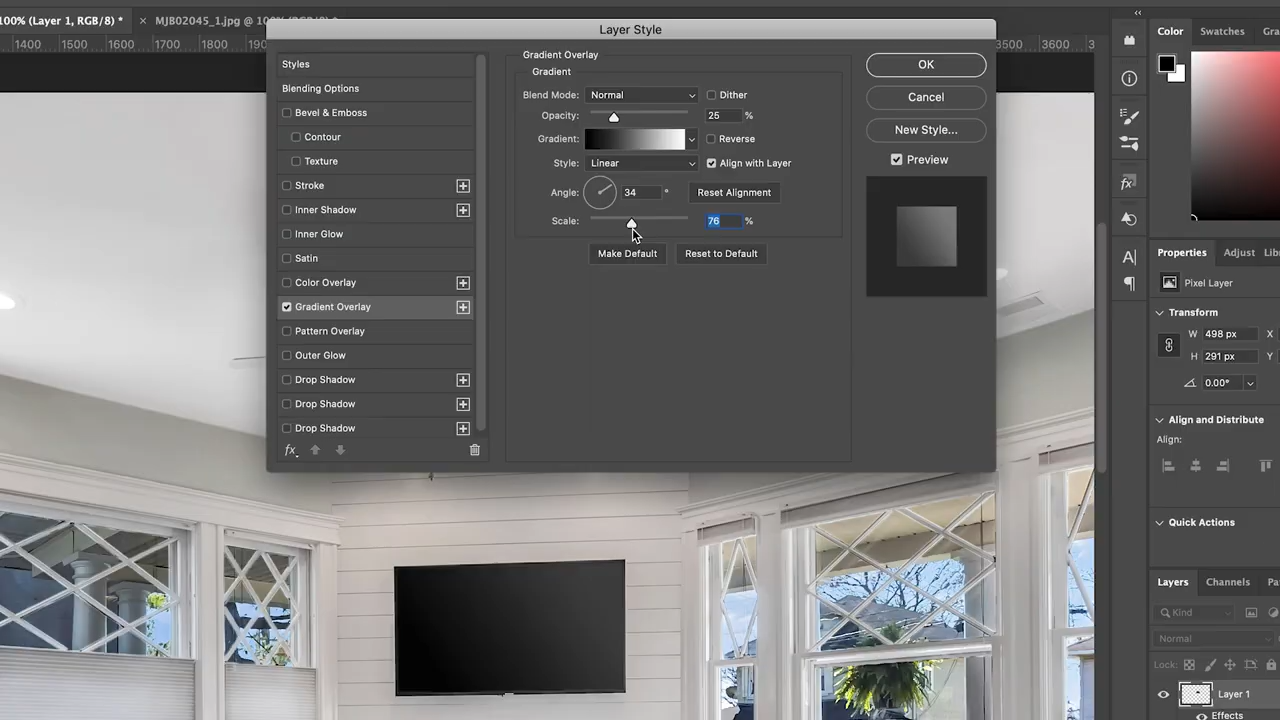 100% (Layer 1, RGB/8) * × MJB02045_1.jpg @ 100% (RGB/8) *
1400 1500 1600 1700 1800 1900 3500 3600
Layer Style
Styles
Blending Options
Bevel & Emboss
Contour
Texture
Stroke
Inner Shadow
Inner Glow
Satin
Color Overlay
Gradient Overlay
Pattern Overlay
Outer Glow
Drop Shadow
Drop Shadow
Drop Shadow
fx
Gradient Overlay
Gradient
Blend Mode: Normal Dither
Opacity: 25 %
Gradient: Reverse
Style: Linear Align with Layer
Angle: 34 ° Reset Alignment
Scale: 76 %
Make Default Reset to Default
OK
Cancel
New Style...
Preview
Color Swatches Gra
Properties Adjust Lib
Pixel Layer
Transform
W 498 px X
H 291 px Y
0.00°
Align and Distribute
Align:
Quick Actions
Layers Channels Pa
Kind
Normal
Lock:
Layer 1
Effects